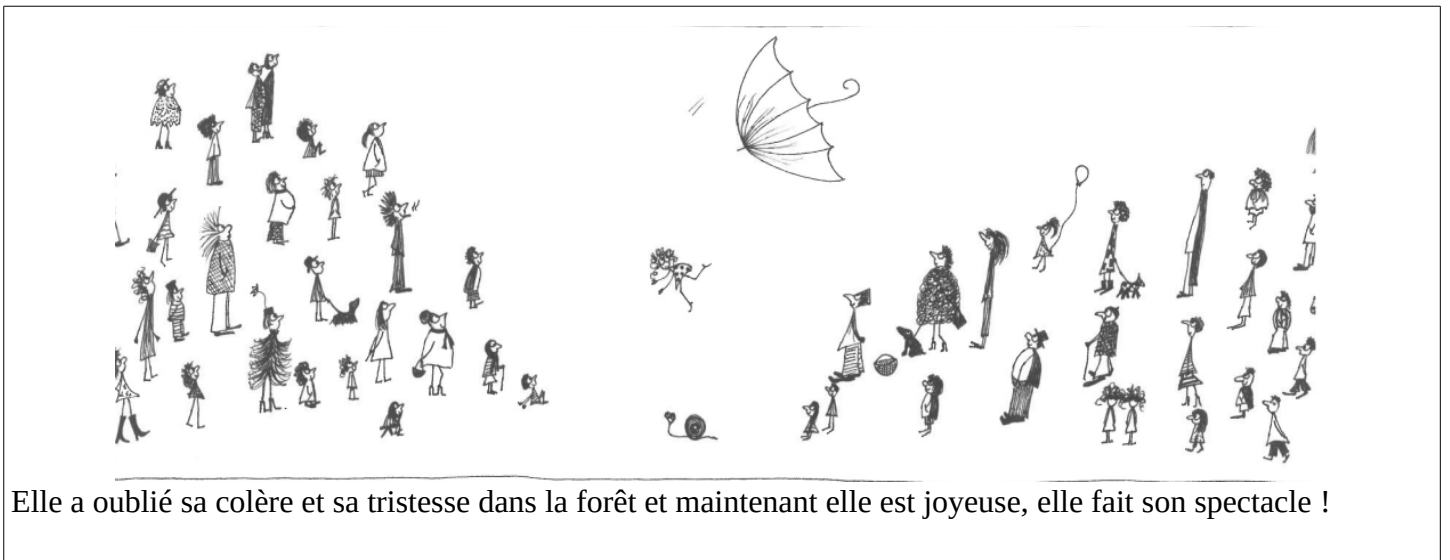 Elle a oublié sa colère et sa tristesse dans la forêt et maintenant elle est joyeuse, elle fait son spectacle !